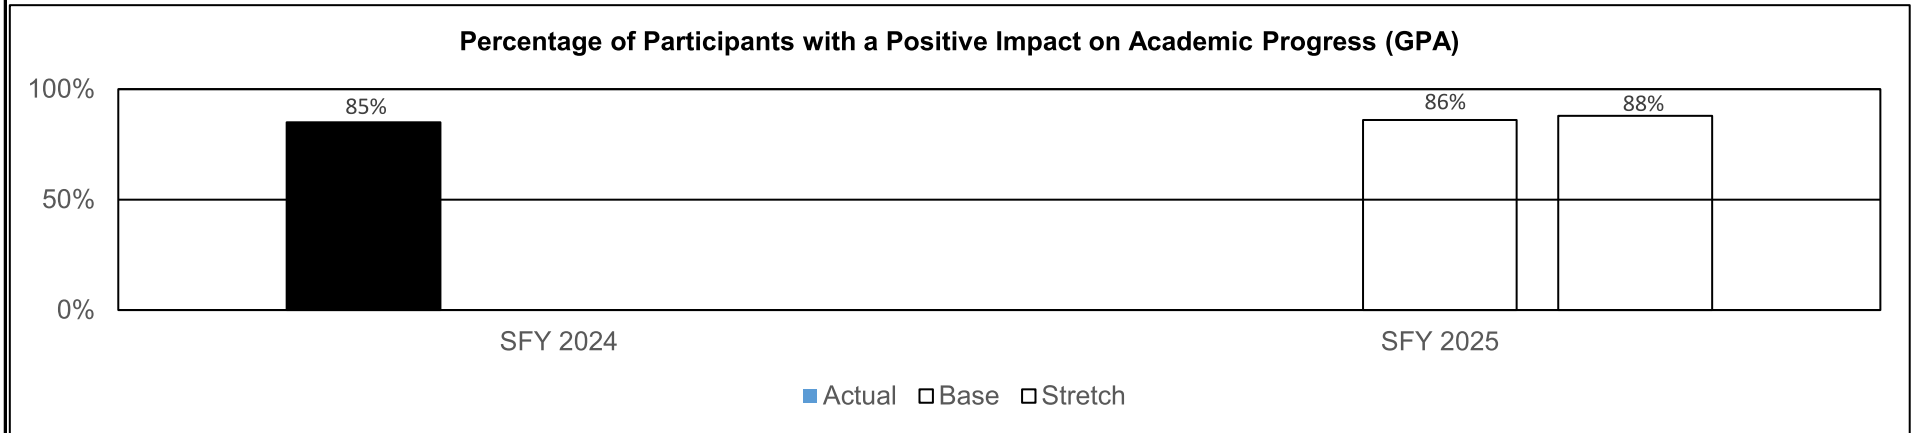 Percentage of Participants with a Positive Impact on Academic Progress (GPA)
100%
85%
86%
88%
50%
0%
SFY 2024
SFY 2025
Actual Base Stretch